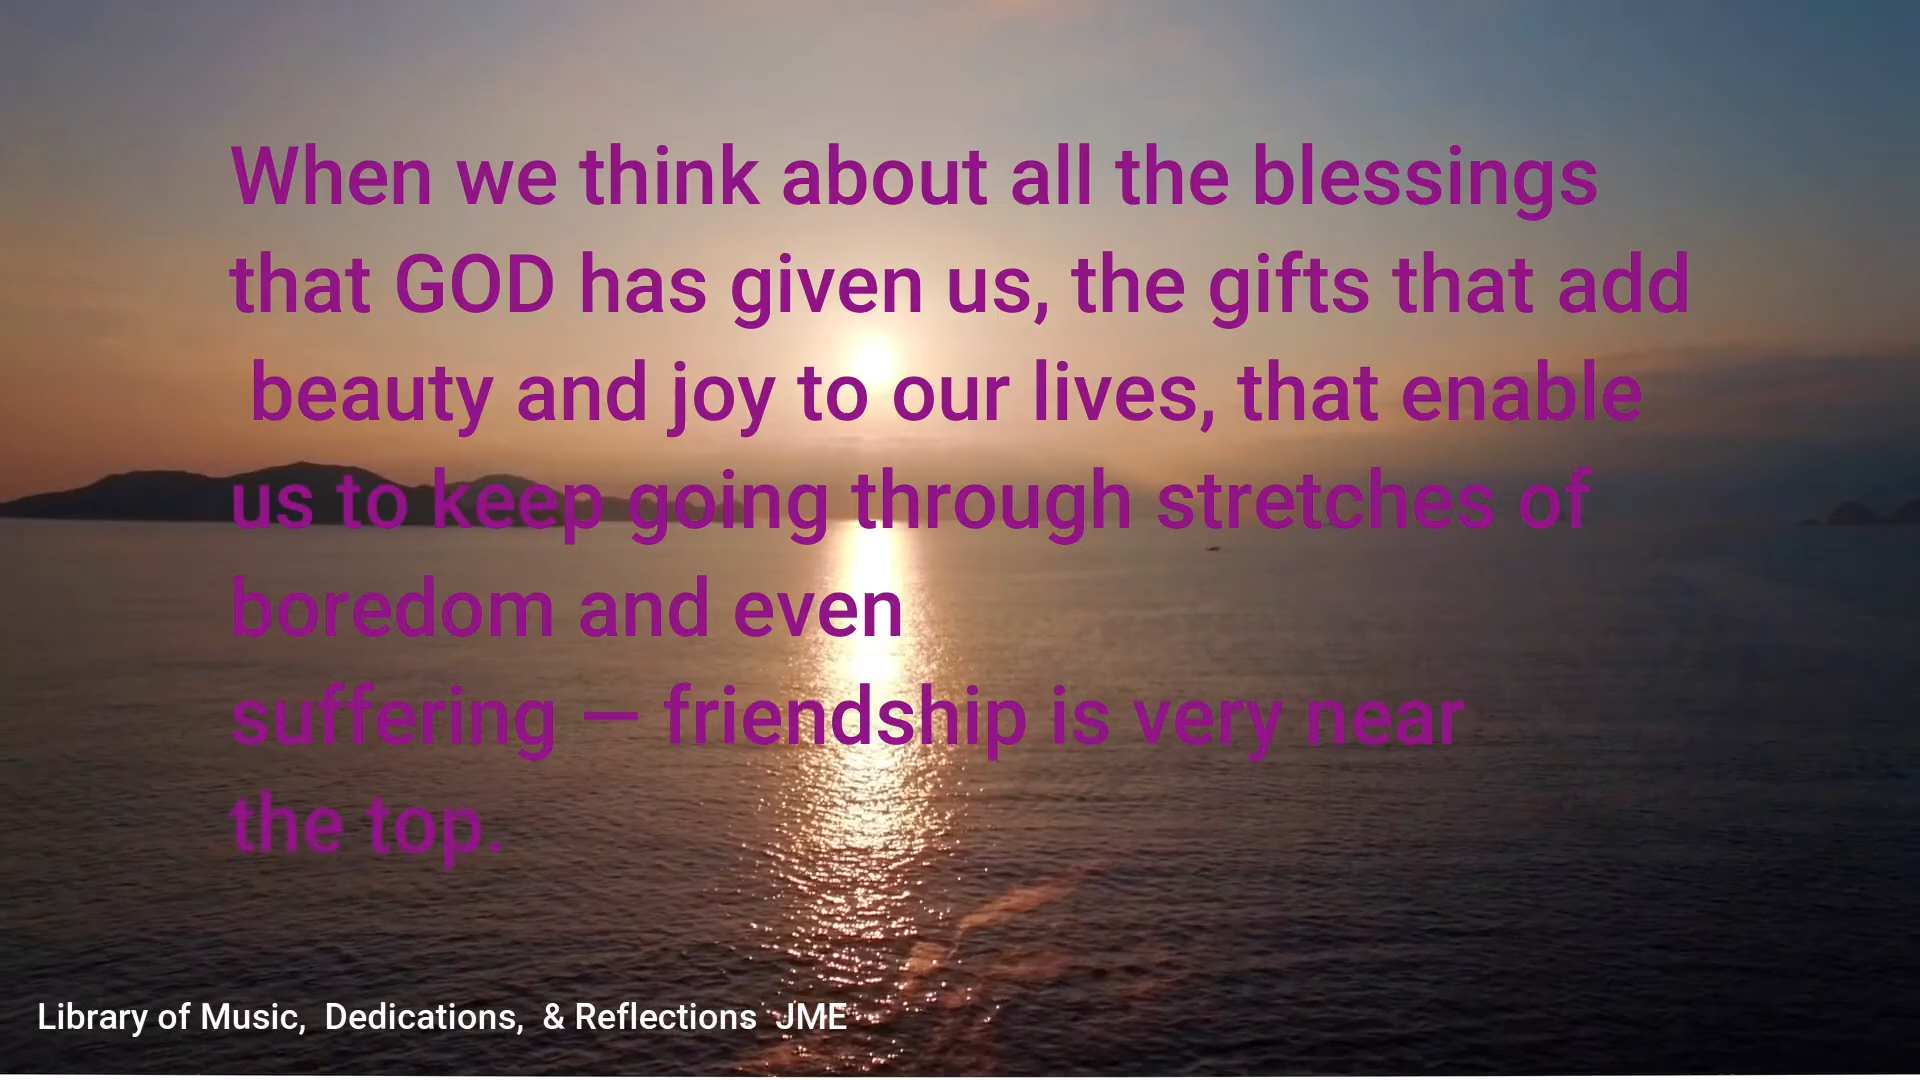 When we think about all the blessings
that GOD has given us, the gifts that add
beauty and joy to our lives, that enable
us to keep going through stretches of
boredom and even
suffering — friendship is very near
the top.
Library of Music, Dedications, & Reflections JME